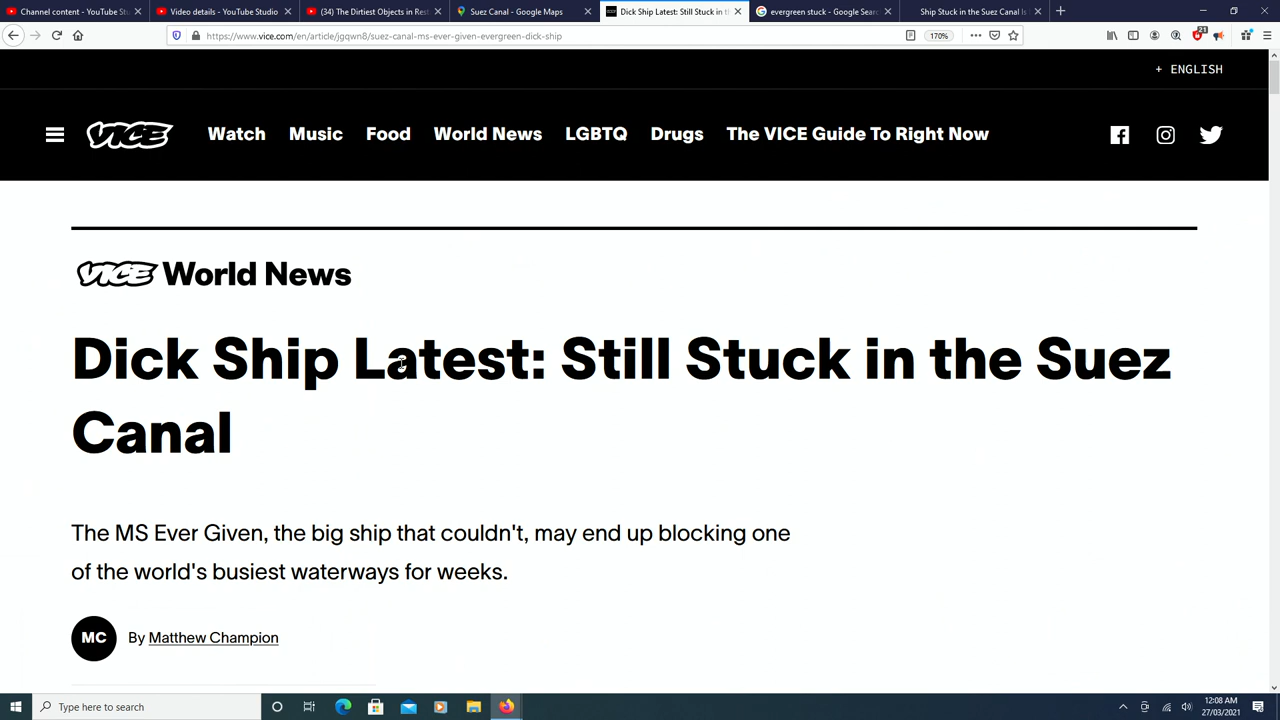 Channel content - YouTube St
Video details - YouTube Studio
(34) The Dirtiest Objects in Rest
Suez Canal - Google Maps
Dick Ship Latest: Still Stuck in th
evergreen stuck - Google Searc
Ship Stuck in the Suez Canal Is
https://www.vice.com/en/article/jgqwn8/suez-canal-ms-ever-given-evergreen-dick-ship
170%
21
+ ENGLISH
VICE Watch Music Food World News LGBTQ Drugs The VICE Guide To Right Now
VICE World News
Dick Ship Latest: Still Stuck in the Suez
Canal
The MS Ever Given, the big ship that couldn't, may end up blocking one
of the world's busiest waterways for weeks.
MC By Matthew Champion
Type here to search
12:08 AM
27/03/2021